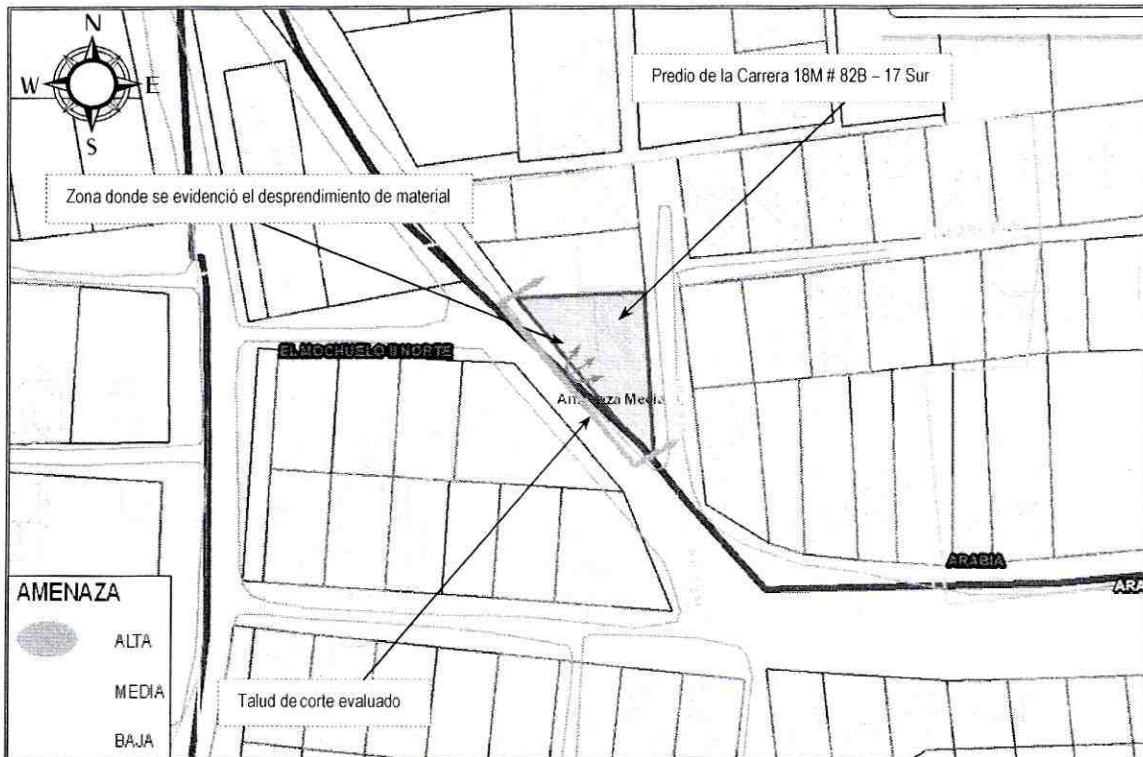 N
W E
S
Predio de la Carrera 18M # 82B – 17 Sur
Zona donde se evidenció el desprendimiento de material
EL MOCHUELO II NORTE
Media
ARABIA
ARA
AMENAZA
ALTA
MEDIA
BAJA
Talud de corte evaluado